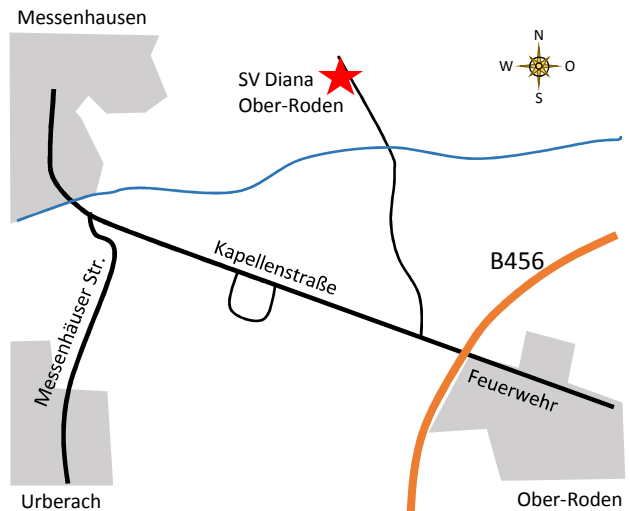 Messenhausen
SV Diana
Ober-Roden
N
W
O
S
Kapellenstraße
B456
Messenhäuser Str.
Feuerwehr
Urberach
Ober-Roden